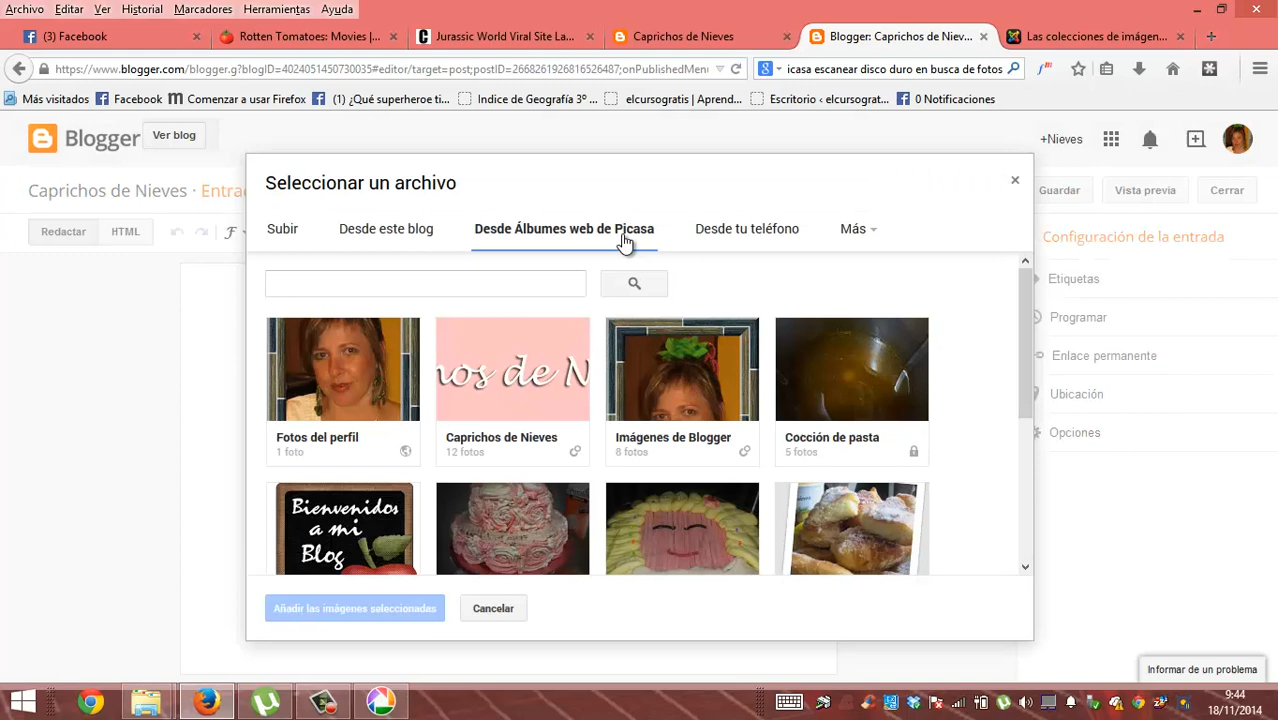 Archivo Editar Ver Historial Marcadores Herramientas Ayuda
(3) Facebook
Rotten Tomatoes: Movies |...
Jurassic World Viral Site La...
Caprichos de Nieves
Blogger: Caprichos de Niev...
Las colecciones de imágen...
https://www.blogger.com/blogger.g?blogID=4024051450730035#editor/target=post;postID=2668261926816526487;onPublishedMenu
icasa escanear disco duro en busca de fotos
Más visitados
Facebook
Comenzar a usar Firefox
(1) ¿Qué superheroe ti...
Indice de Geografía 3º ...
elcursogratis | Aprend...
Escritorio ‹ elcursograti...
0 Notificaciones
Blogger
Ver blog
+Nieves
Caprichos de Nieves · Entra
Guardar
Vista previa
Cerrar
Redactar
HTML
Seleccionar un archivo
Subir
Desde este blog
Desde Álbumes web de Picasa
Desde tu teléfono
Más
Configuración de la entrada
Etiquetas
Programar
Enlace permanente
Ubicación
Opciones
nos de N
Fotos del perfil
1 foto
Caprichos de Nieves
12 fotos
Imágenes de Blogger
8 fotos
Cocción de pasta
5 fotos
Bienvenidos
a mi
Blog
Añadir las imágenes seleccionadas
Cancelar
Informar de un problema
9:44
18/11/2014